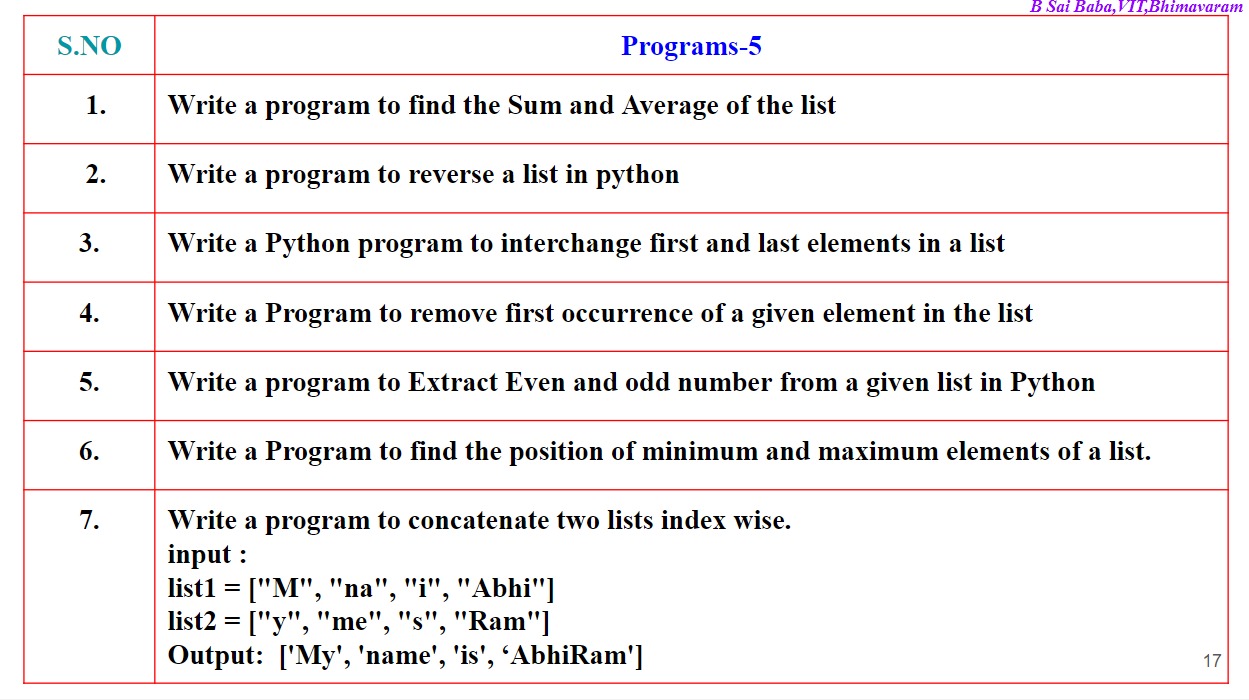 B Sai Baba,VIT,Bhimavaram
S.NO Programs-5
1. Write a program to find the Sum and Average of the list
2. Write a program to reverse a list in python
3. Write a Python program to interchange first and last elements in a list
4. Write a Program to remove first occurrence of a given element in the list
5. Write a program to Extract Even and odd number from a given list in Python
6. Write a Program to find the position of minimum and maximum elements of a list.
7. Write a program to concatenate two lists index wise.
input :
list1 = ["M", "na", "i", "Abhi"]
list2 = ["y", "me", "s", "Ram"]
Output:  ['My', 'name', 'is', ‘AbhiRam']
17